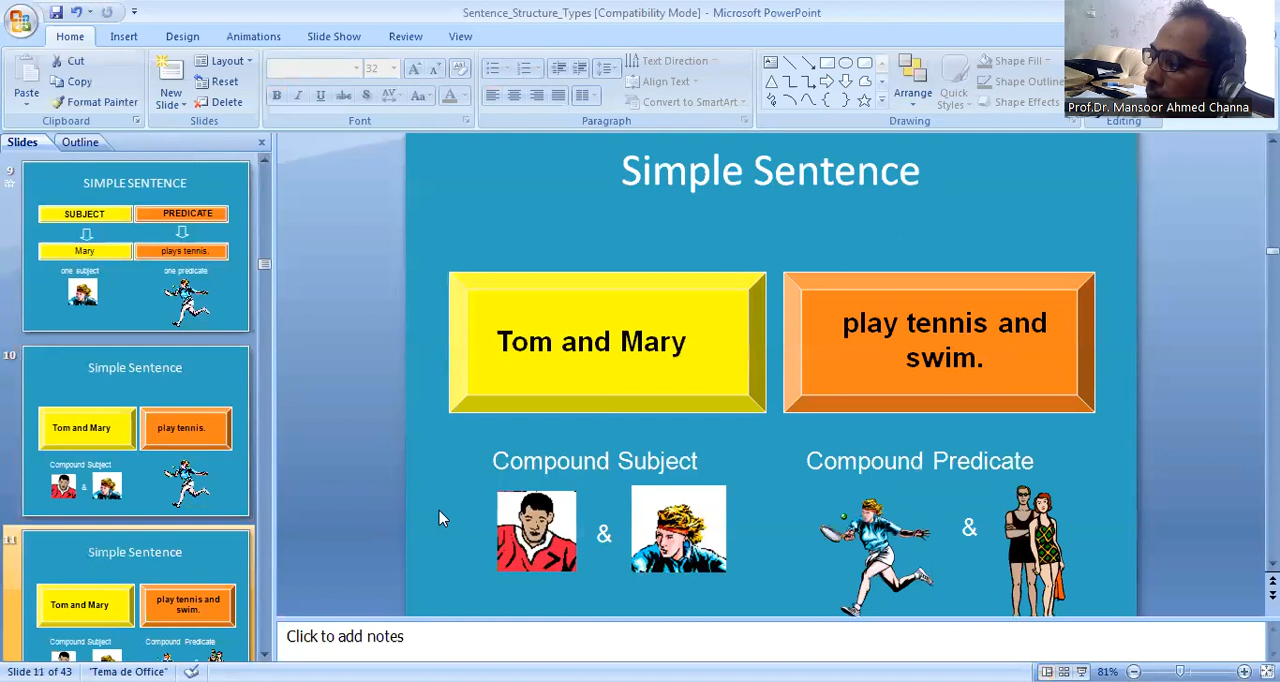 Sentence_Structure_Types [Compatibility Mode] - Microsoft PowerPoint
Home Insert Design Animations Slide Show Review View
Paste
Cut
Copy
Format Painter
Clipboard
New Slide
Layout
Reset
Delete
Slides
32
B I U abc S AV Aa A
Font
Text Direction
Align Text
Convert to SmartArt
Paragraph
Arrange
Quick Styles
Shape Fill
Shape Outline
Shape Effects
Drawing
Editing
Prof.Dr. Mansoor Ahmed Channa
Slides Outline
9
SIMPLE SENTENCE
SUBJECT PREDICATE
Mary plays tennis.
one subject one predicate
10
Simple Sentence
Tom and Mary play tennis.
Compound Subject
&
11
Simple Sentence
Tom and Mary play tennis and
swim.
Compound Subject Compound Predicate
Simple Sentence
Tom and Mary
play tennis and
swim.
Compound Subject Compound Predicate
& &
Click to add notes
Slide 11 of 43 "Tema de Office" 81%